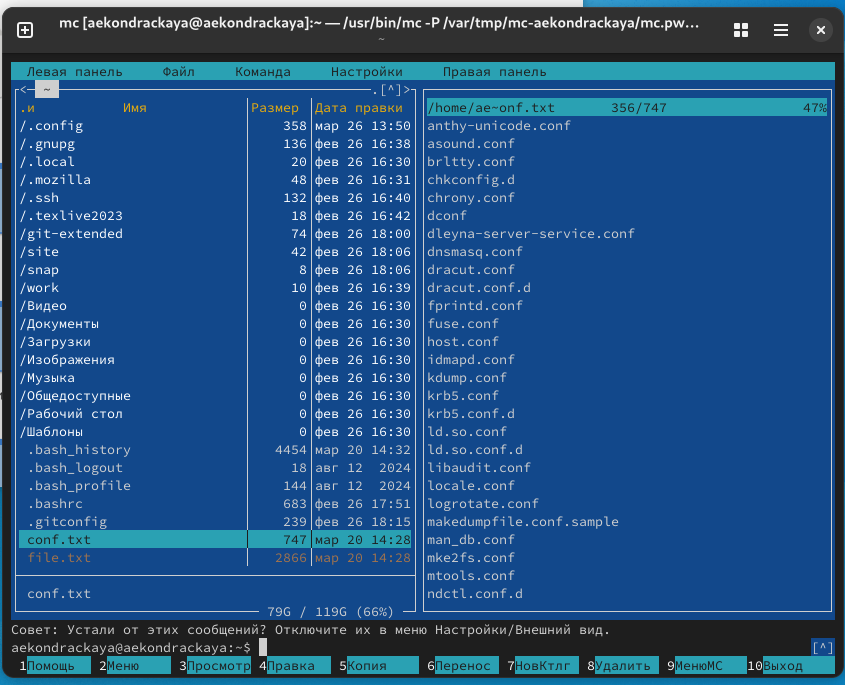 mc [aekondrackaya@aekondrackaya]:~ — /usr/bin/mc -P /var/tmp/mc-aekondrackaya/mc.pw…
~
Левая панель Файл Команда Настройки Правая панель
<─ ~ .[^]>
.и Имя Размер Дата правки
/.config 358 мар 26 13:50
/.gnupg 136 фев 26 16:38
/.local 20 фев 26 16:30
/.mozilla 48 фев 26 16:31
/.ssh 132 фев 26 16:40
/.texlive2023 18 фев 26 16:42
/git-extended 74 фев 26 18:00
/site 42 фев 26 18:06
/snap 8 фев 26 18:06
/work 10 фев 26 16:39
/Видео 0 фев 26 16:30
/Документы 0 фев 26 16:30
/Загрузки 0 фев 26 16:30
/Изображения 0 фев 26 16:30
/Музыка 0 фев 26 16:30
/Общедоступные 0 фев 26 16:30
/Рабочий стол 0 фев 26 16:30
/Шаблоны 0 фев 26 16:30
.bash_history 4454 мар 20 14:32
.bash_logout 18 авг 12 2024
.bash_profile 144 авг 12 2024
.bashrc 683 фев 26 17:51
.gitconfig 239 фев 26 18:15
conf.txt 747 мар 20 14:28
file.txt 2866 мар 20 14:28
conf.txt
79G / 119G (66%)
/home/ae~onf.txt 356/747 47%
anthy-unicode.conf
asound.conf
brltty.conf
chkconfig.d
chrony.conf
dconf
dleyna-server-service.conf
dnsmasq.conf
dracut.conf
dracut.conf.d
fprintd.conf
fuse.conf
host.conf
idmapd.conf
kdump.conf
krb5.conf
krb5.conf.d
ld.so.conf
ld.so.conf.d
libaudit.conf
locale.conf
logrotate.conf
makedumpfile.conf.sample
man_db.conf
mke2fs.conf
mtools.conf
ndctl.conf.d
Совет: Устали от этих сообщений? Отключите их в меню Настройки/Внешний вид.
aekondrackaya@aekondrackaya:~$ [^]
1Помощь 2Меню 3Просмотр 4Правка 5Копия 6Перенос 7НовКтлг 8Удалить 9МенюМС 10Выход